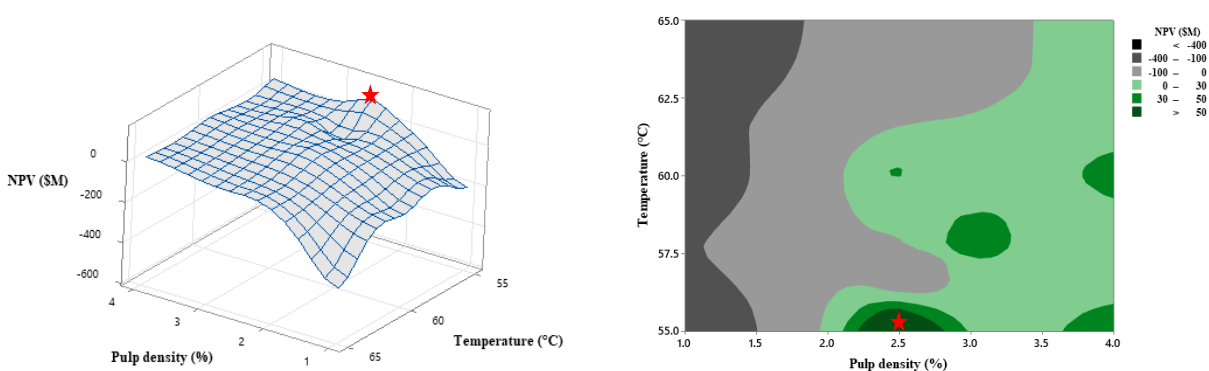 NPV ($M)
0
-200
-400
-600
4
3
2
1
Pulp density (%)
55
60
65
Temperature (°C)
65.0
62.5
60.0
57.5
55.0
Temperature (°C)
1.0 1.5 2.0 2.5 3.0 3.5 4.0
Pulp density (%)
NPV ($M)
< -400
-400 – -100
-100 – 0
0 – 30
30 – 50
> 50